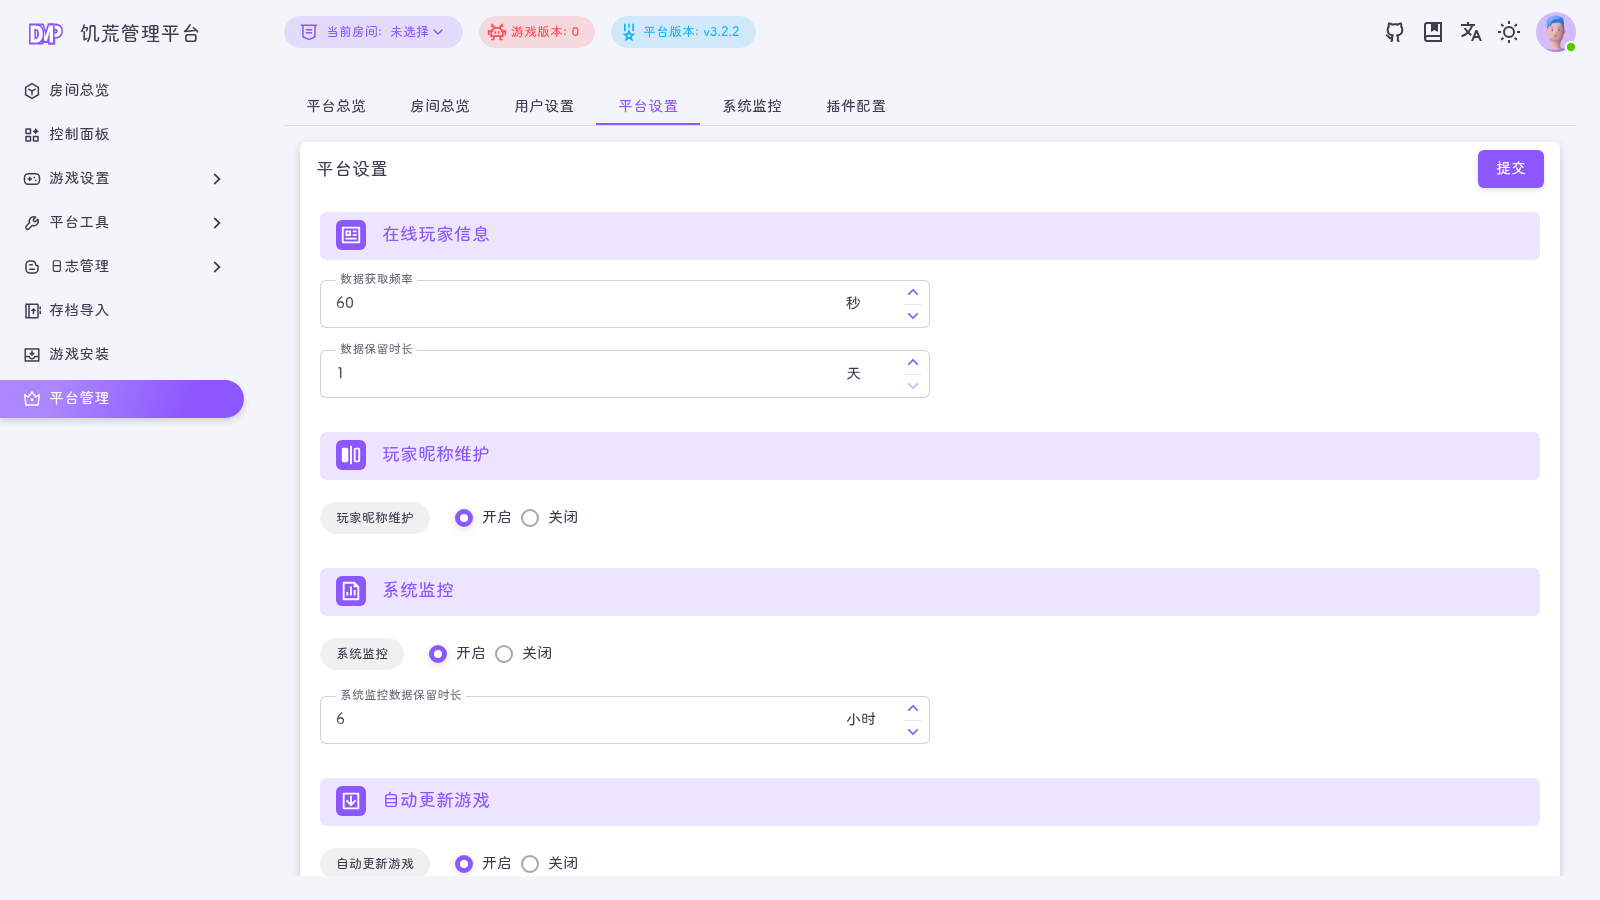 DMP 饥荒管理平台
当前房间: 未选择
游戏版本: 0
平台版本: v3.2.2
房间总览
控制面板
游戏设置
平台工具
日志管理
存档导入
游戏安装
平台管理
平台总览 房间总览 用户设置 平台设置 系统监控 插件配置
平台设置
提交
在线玩家信息
数据获取频率
60 秒
数据保留时长
1 天
玩家昵称维护
玩家昵称维护 开启 关闭
系统监控
系统监控 开启 关闭
系统监控数据保留时长
6 小时
自动更新游戏
自动更新游戏 开启 关闭